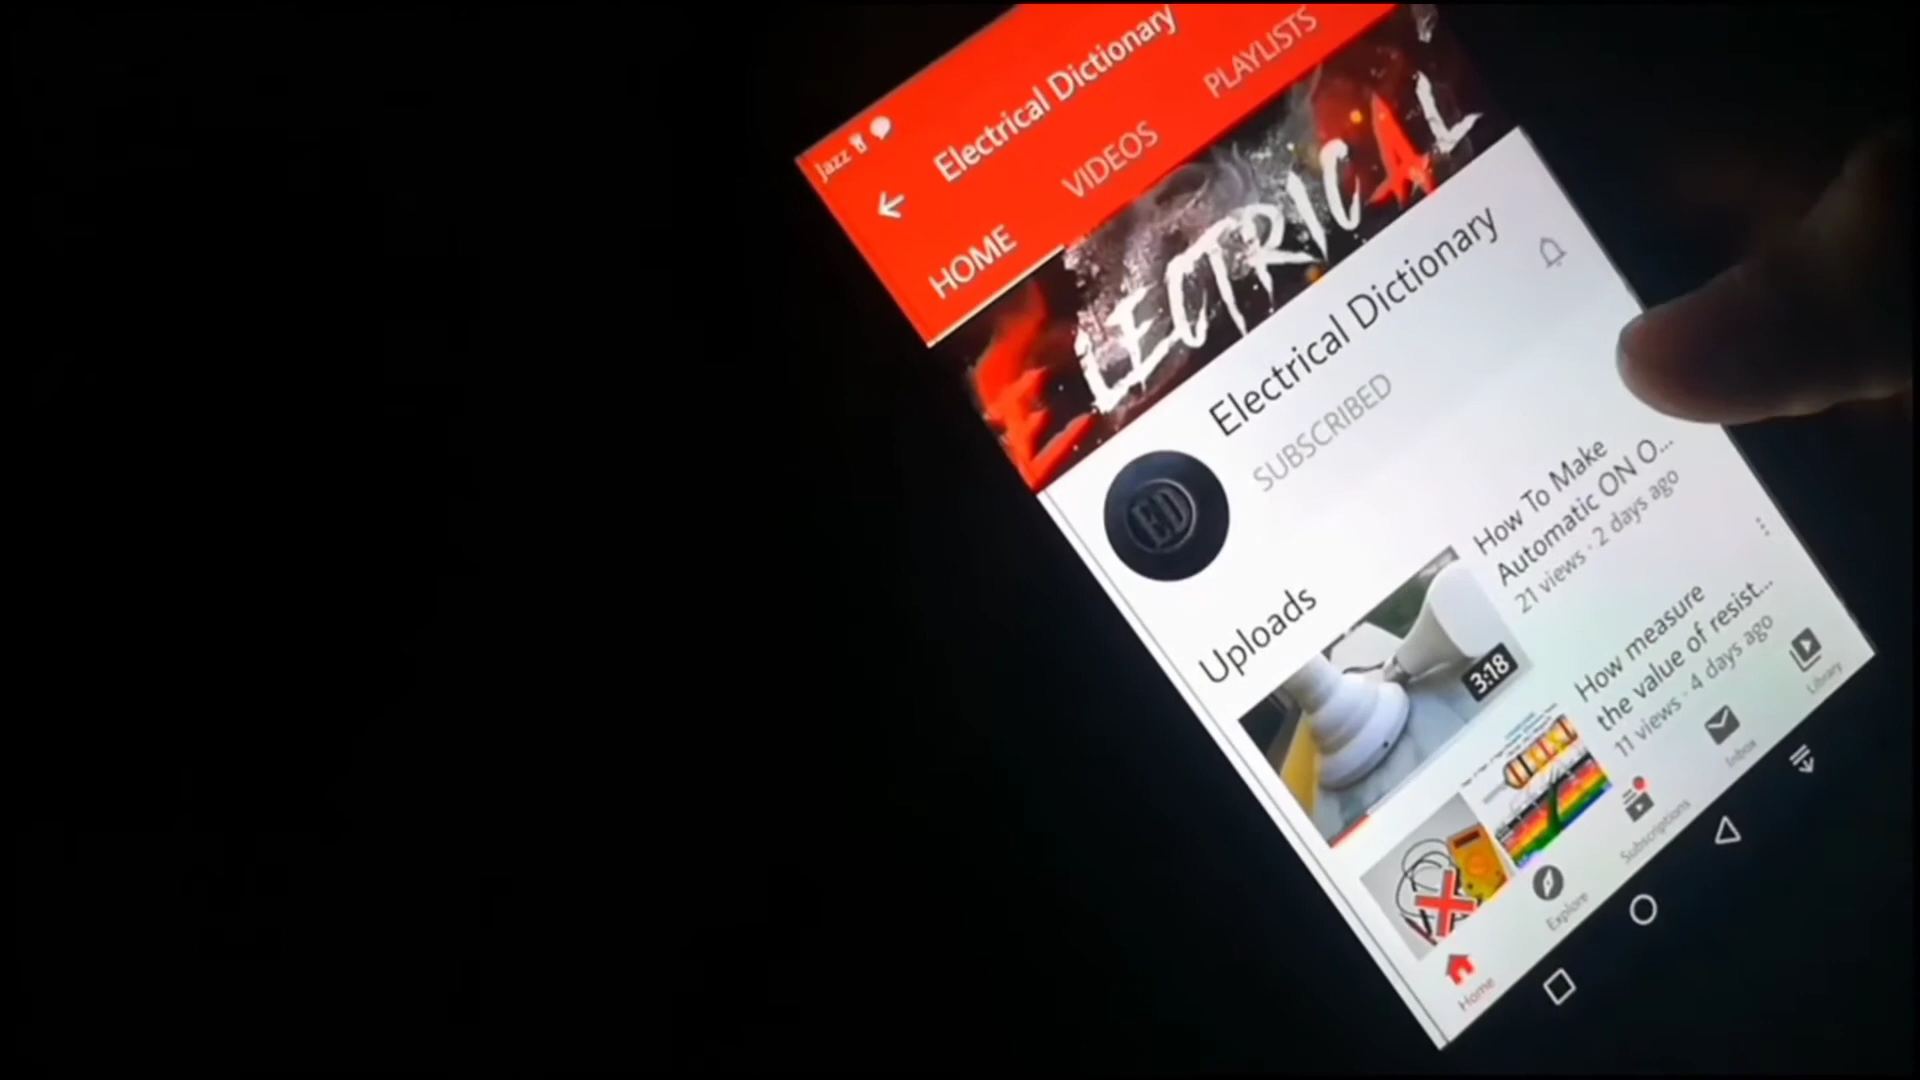 Jazz
Electrical Dictionary
HOME
VIDEOS
PLAYLISTS
ELECTRICAL
Electrical Dictionary
SUBSCRIBED
ED
Uploads
How To Make
Automatic ON O...
21 views · 2 days ago
3:18
How measure
the value of resist...
11 views · 4 days ago
Home
Explore
Subscriptions
Inbox
Library